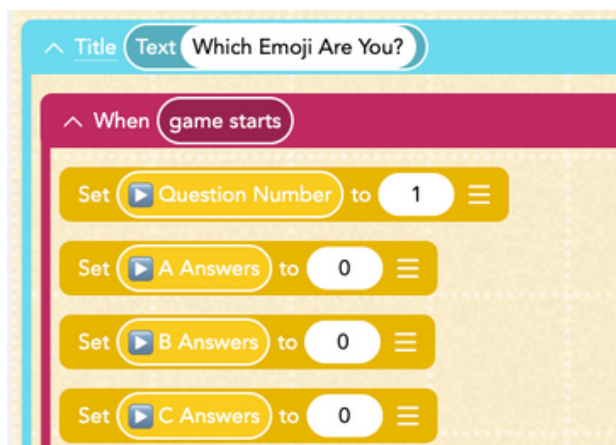 Title Text Which Emoji Are You?
When game starts
Set Question Number to 1
Set A Answers to 0
Set B Answers to 0
Set C Answers to 0